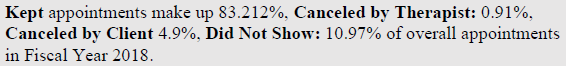 Kept appointments make up 83.212%, Canceled by Therapist: 0.91%,
Canceled by Client 4.9%, Did Not Show: 10.97% of overall appointments
in Fiscal Year 2018.